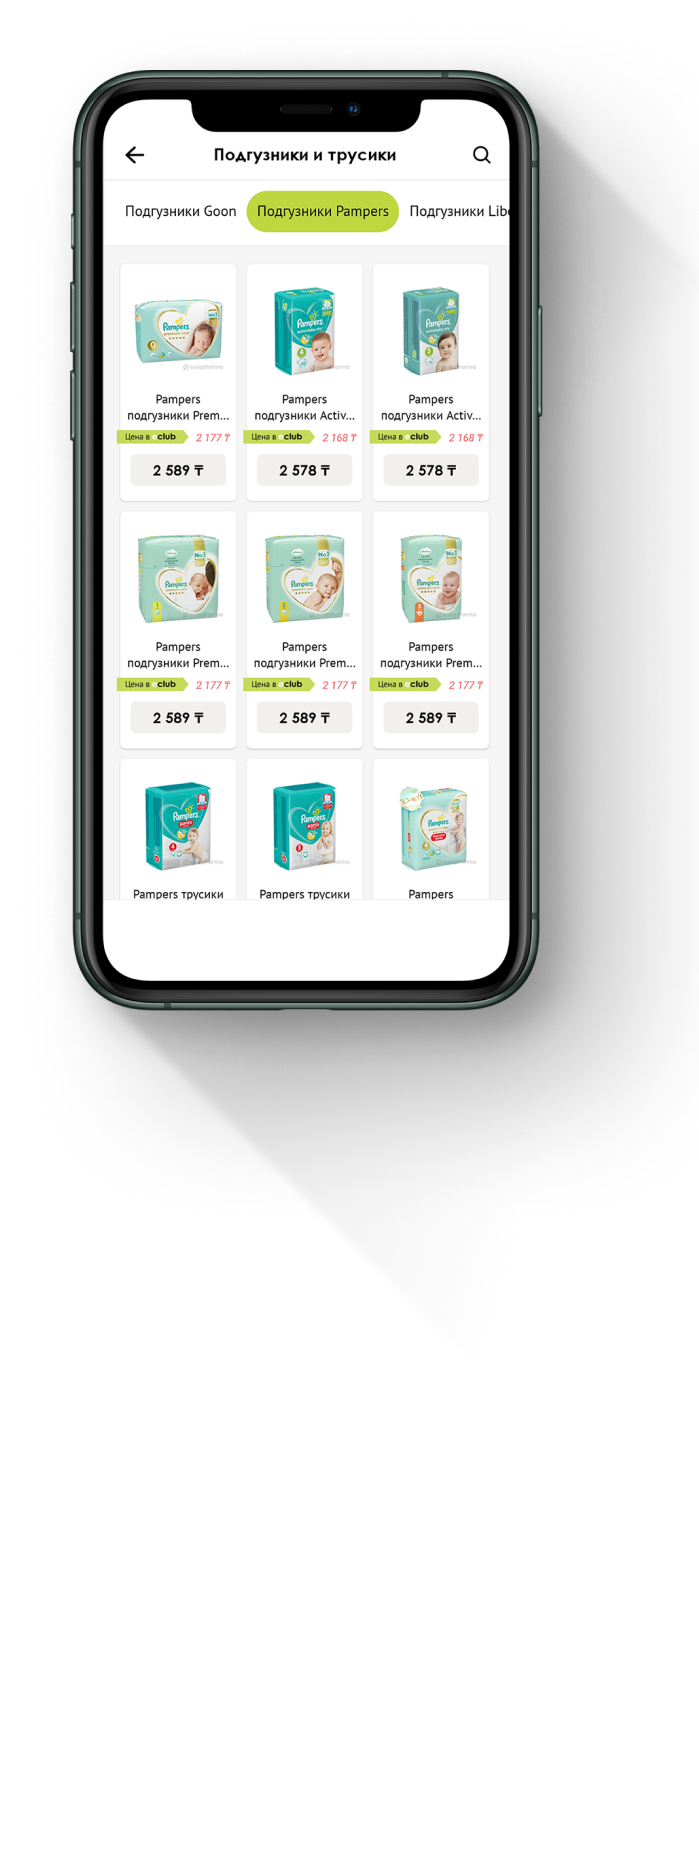 Подгузники и трусики
Подгузники Goon
Подгузники Pampers
Подгузники Libe
Pampers
подгузники Prem...
Цена в club 2 177 ₸
2 589 ₸
Pampers
подгузники Activ...
Цена в club 2 168 ₸
2 578 ₸
Pampers
подгузники Activ...
Цена в club 2 168 ₸
2 578 ₸
Pampers
подгузники Prem...
Цена в club 2 177 ₸
2 589 ₸
Pampers
подгузники Prem...
Цена в club 2 177 ₸
2 589 ₸
Pampers
подгузники Prem...
Цена в club 2 177 ₸
2 589 ₸
Pampers трусики
Pampers трусики
Pampers